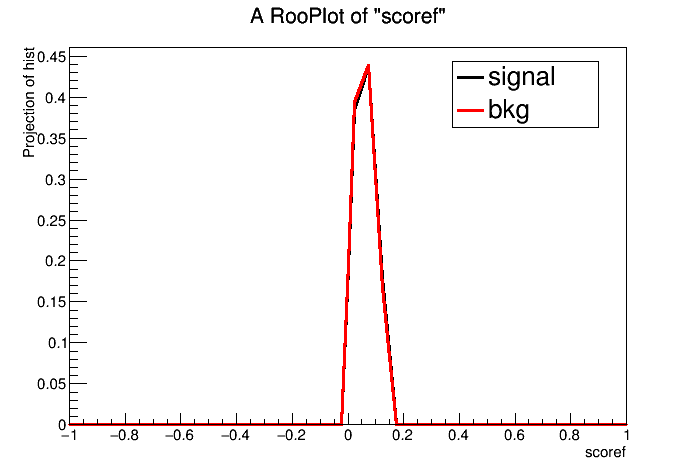 A RooPlot of "scoref"
Projection of hist
0.45
0.4
0.35
0.3
0.25
0.2
0.15
0.1
0.05
0
signal
bkg
−1 −0.8 −0.6 −0.4 −0.2 0 0.2 0.4 0.6 0.8 1
scoref